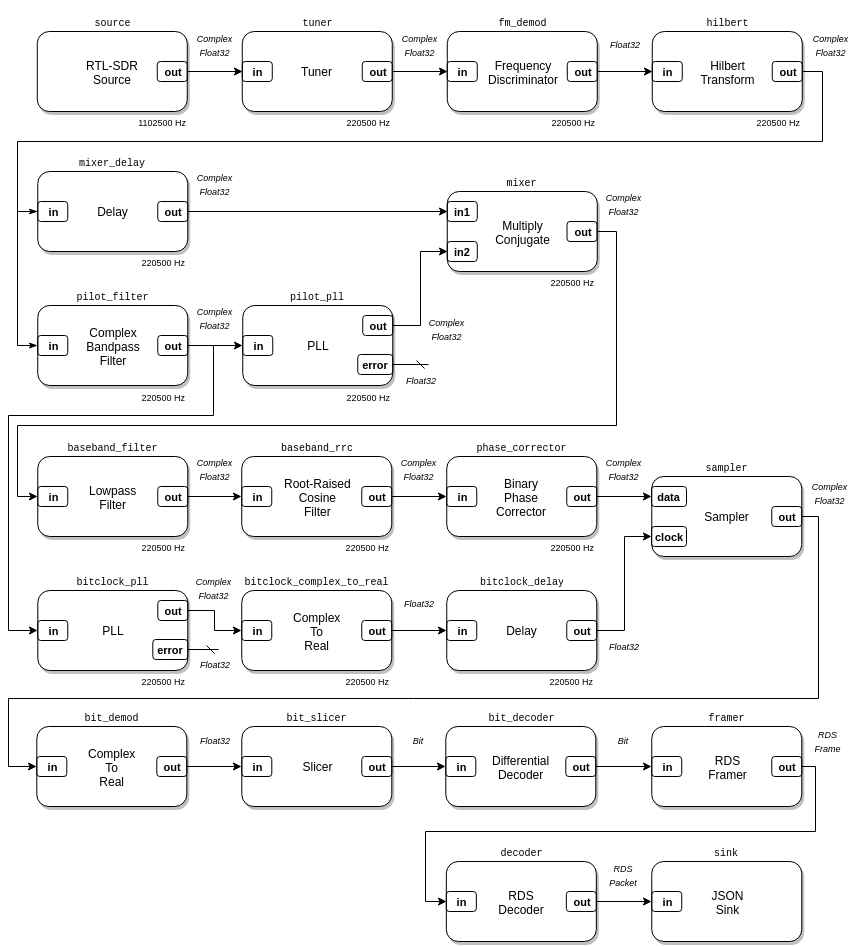 source
tuner
fm_demod
hilbert
Complex
Float32
Complex
Float32
Float32
Complex
Float32
RTL-SDR
Source
out
in
Tuner
out
in
Frequency
Discriminator
out
in
Hilbert
Transform
out
1102500 Hz
220500 Hz
220500 Hz
220500 Hz
mixer_delay
Complex
Float32
in
Delay
out
220500 Hz
mixer
Complex
Float32
in1
in2
Multiply
Conjugate
out
220500 Hz
pilot_filter
Complex
Float32
in
Complex
Bandpass
Filter
out
220500 Hz
pilot_pll
in
PLL
out
error
Complex
Float32
Float32
220500 Hz
baseband_filter
Complex
Float32
in
Lowpass
Filter
out
220500 Hz
baseband_rrc
Complex
Float32
in
Root-Raised
Cosine
Filter
out
220500 Hz
phase_corrector
Complex
Float32
in
Binary
Phase
Corrector
out
220500 Hz
sampler
Complex
Float32
data
clock
Sampler
out
bitclock_pll
Complex
Float32
in
PLL
out
error
Float32
220500 Hz
bitclock_complex_to_real
Float32
in
Complex
To
Real
out
220500 Hz
bitclock_delay
in
Delay
out
Float32
220500 Hz
bit_demod
Float32
in
Complex
To
Real
out
bit_slicer
Bit
in
Slicer
out
bit_decoder
Bit
in
Differential
Decoder
out
framer
RDS
Frame
in
RDS
Framer
out
decoder
RDS
Packet
in
RDS
Decoder
out
sink
in
JSON
Sink